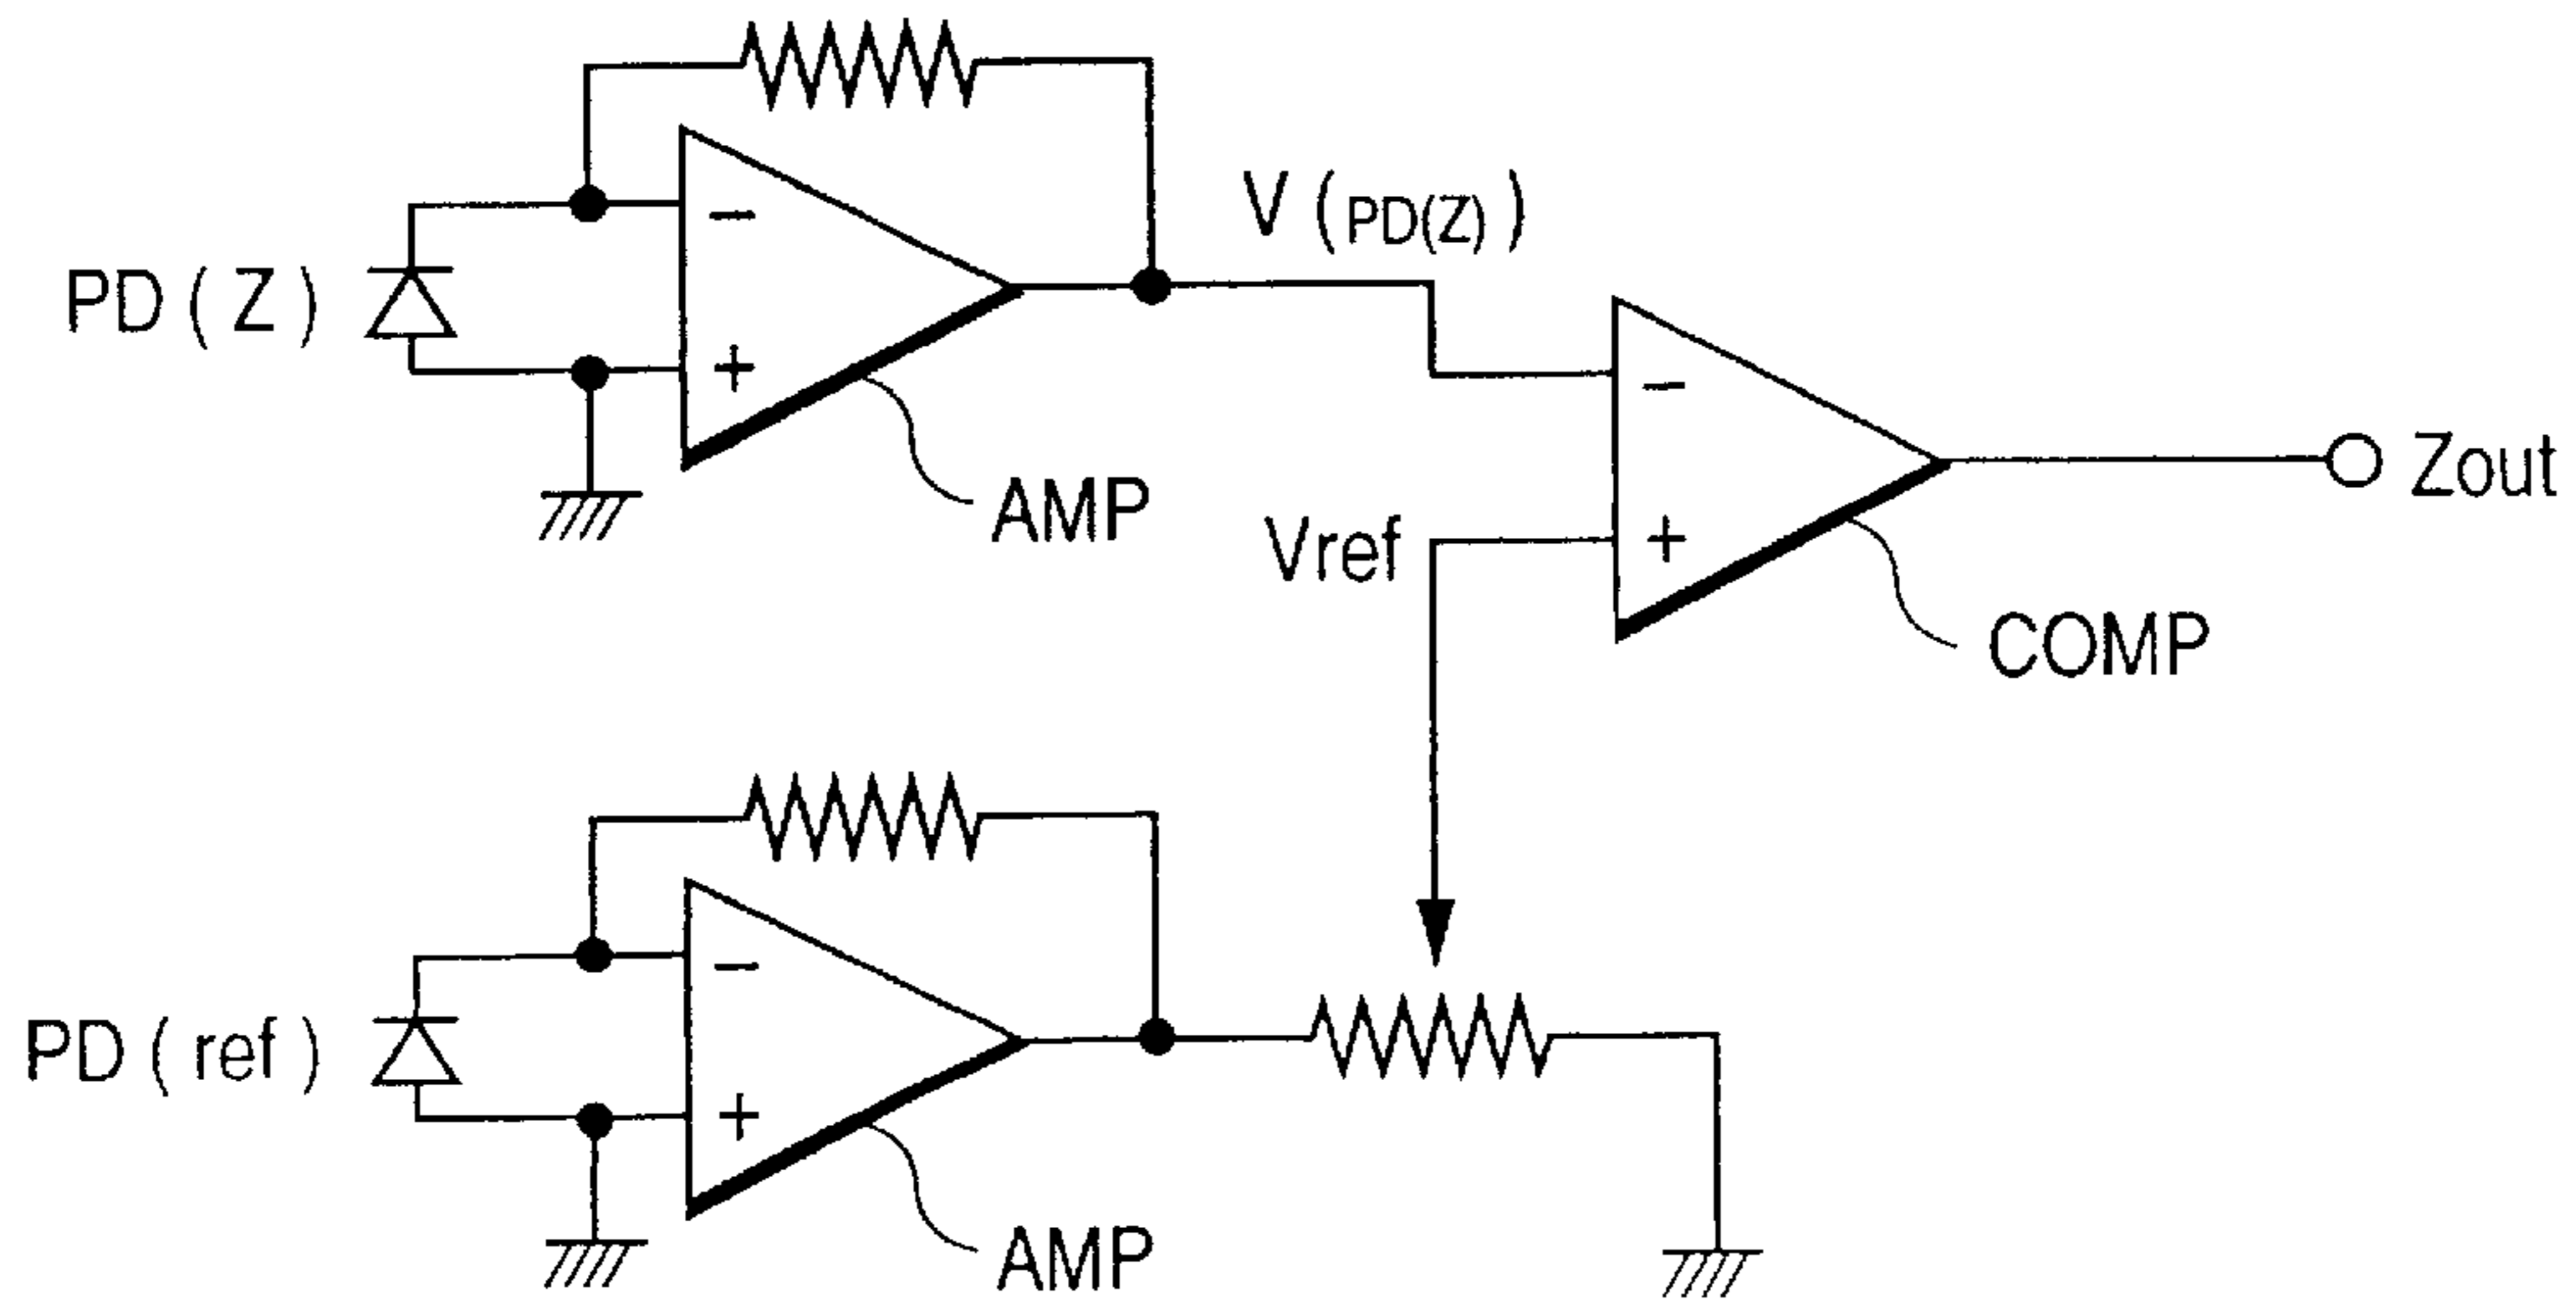 V (PD(Z))
PD ( Z )
−
+
AMP
−
+
Zout
Vref
COMP
PD ( ref )
−
+
AMP